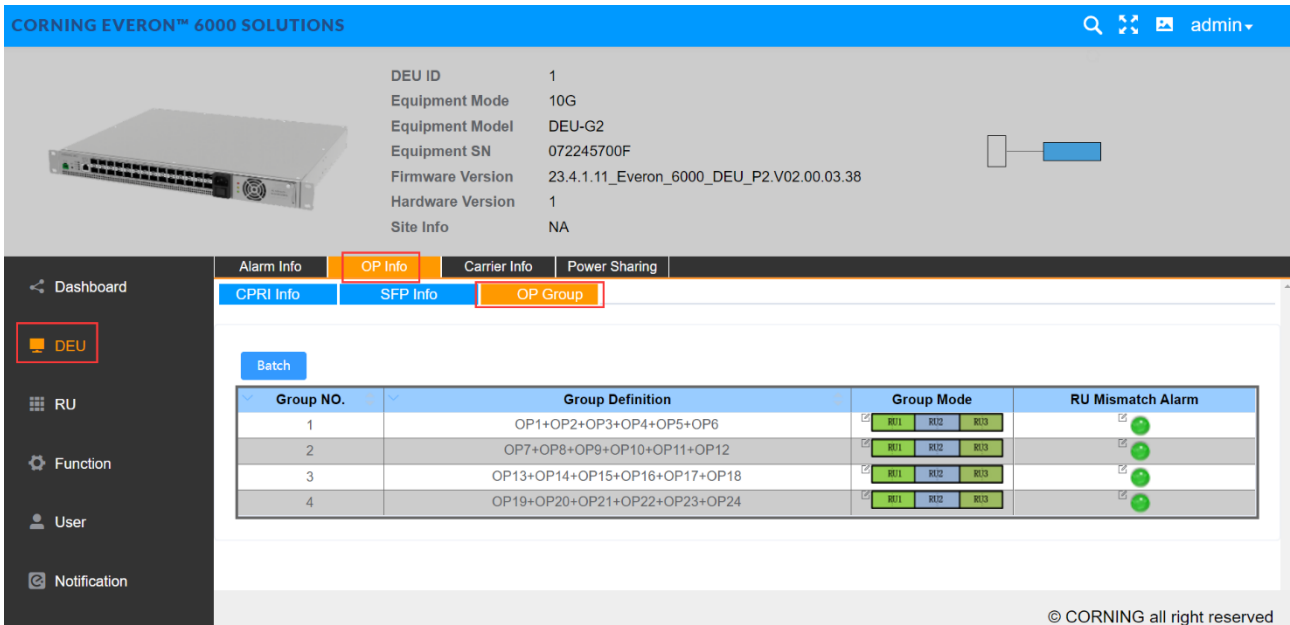 CORNING EVERON™ 6000 SOLUTIONS
admin
DEU ID 1
Equipment Mode 10G
Equipment Model DEU-G2
Equipment SN 072245700F
Firmware Version 23.4.1.11_Everon_6000_DEU_P2.V02.00.03.38
Hardware Version 1
Site Info NA
Alarm Info OP Info Carrier Info Power Sharing
CPRI Info SFP Info OP Group
Dashboard
DEU
RU
Function
User
Notification
Batch
Group NO. Group Definition Group Mode RU Mismatch Alarm
1 OP1+OP2+OP3+OP4+OP5+OP6 RU1 RU2 RU3
2 OP7+OP8+OP9+OP10+OP11+OP12 RU1 RU2 RU3
3 OP13+OP14+OP15+OP16+OP17+OP18 RU1 RU2 RU3
4 OP19+OP20+OP21+OP22+OP23+OP24 RU1 RU2 RU3
© CORNING all right reserved